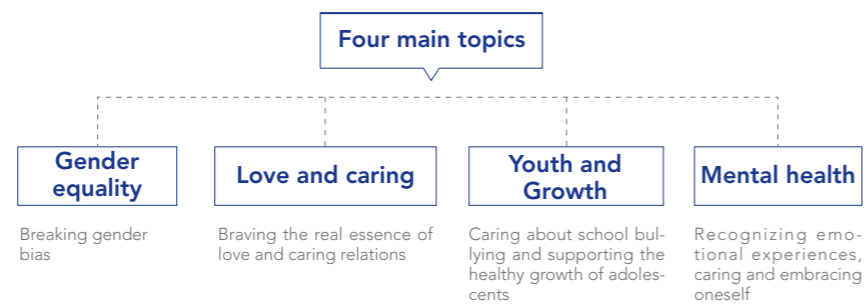 Four main topics
Gender
equality
Love and caring
Youth and
Growth
Mental health
Breaking gender
bias
Braving the real essence of
love and caring relations
Caring about school bul-
lying and supporting the
healthy growth of adoles-
cents
Recognizing emo-
tional experiences,
caring and embracing
oneself